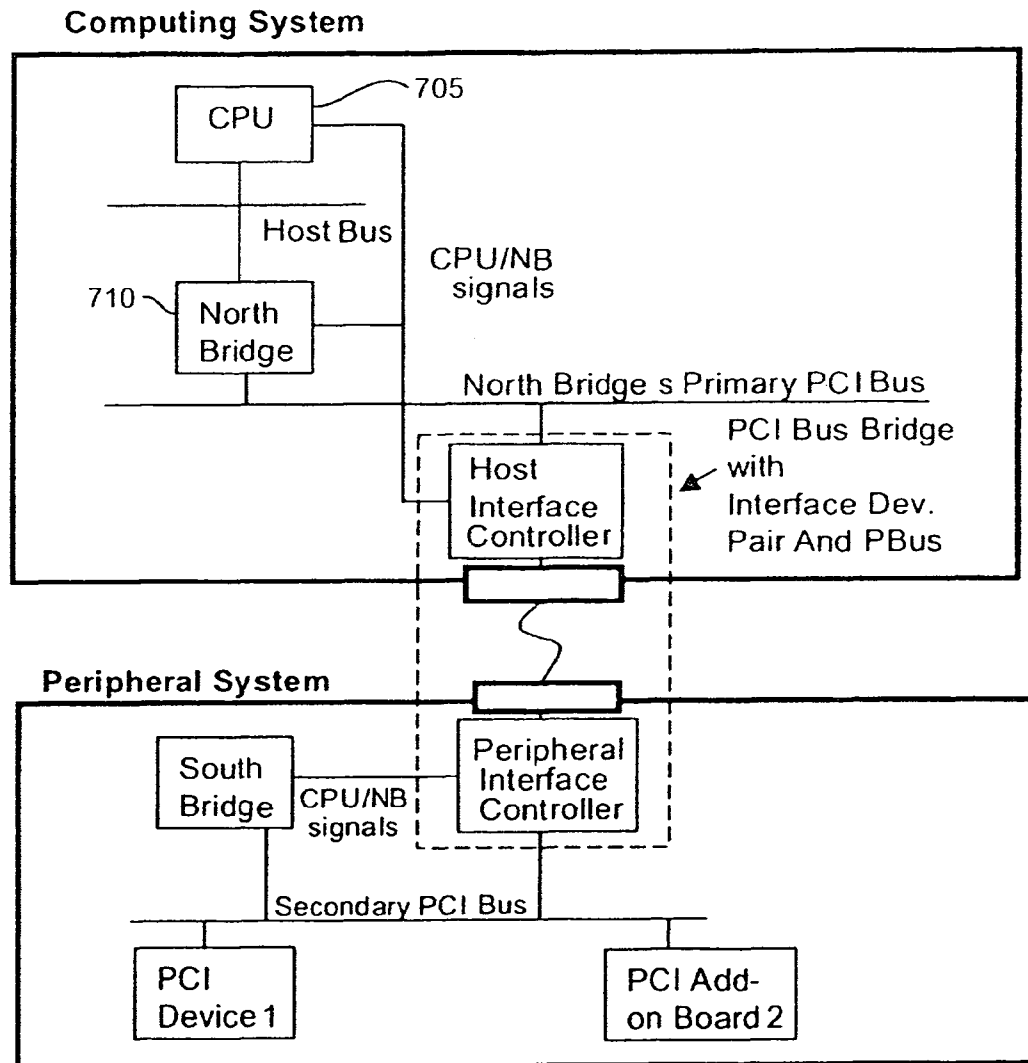 Computing System
CPU
705
Host Bus
CPU/NB
signals
710
North
Bridge
North Bridge s Primary PCI Bus
PCI Bus Bridge
with
Interface Dev.
Pair And PBus
Host
Interface
Controller
Peripheral System
South
Bridge
CPU/NB
signals
Peripheral
Interface
Controller
Secondary PCI Bus
PCI
Device 1
PCI Add-
on Board 2